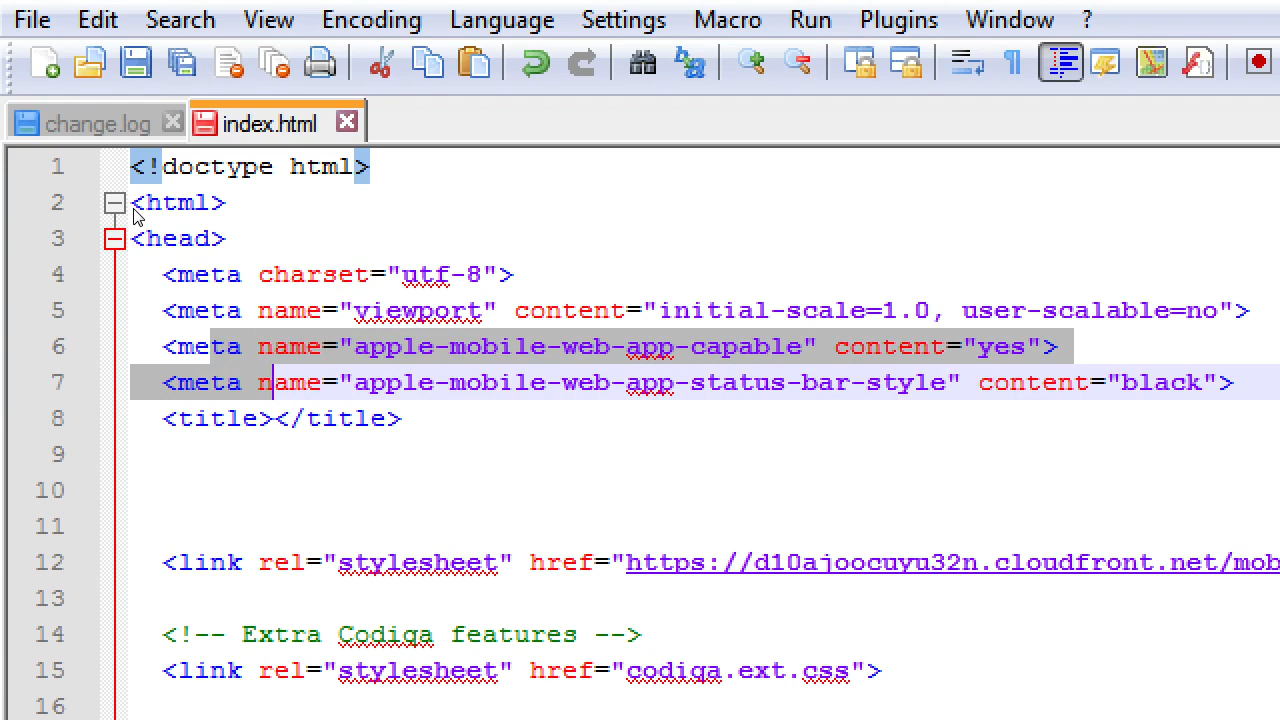 File Edit Search View Encoding Language Settings Macro Run Plugins Window ?
change.log index.html
1 <!doctype html>
2 <html>
3 <head>
4 <meta charset="utf-8">
5 <meta name="viewport" content="initial-scale=1.0, user-scalable=no">
6 <meta name="apple-mobile-web-app-capable" content="yes">
7 <meta name="apple-mobile-web-app-status-bar-style" content="black">
8 <title></title>
9
10
11
12 <link rel="stylesheet" href="https://d10ajoocuyu32n.cloudfront.net/mob
13
14 <!-- Extra Codiqa features -->
15 <link rel="stylesheet" href="codiqa.ext.css">
16